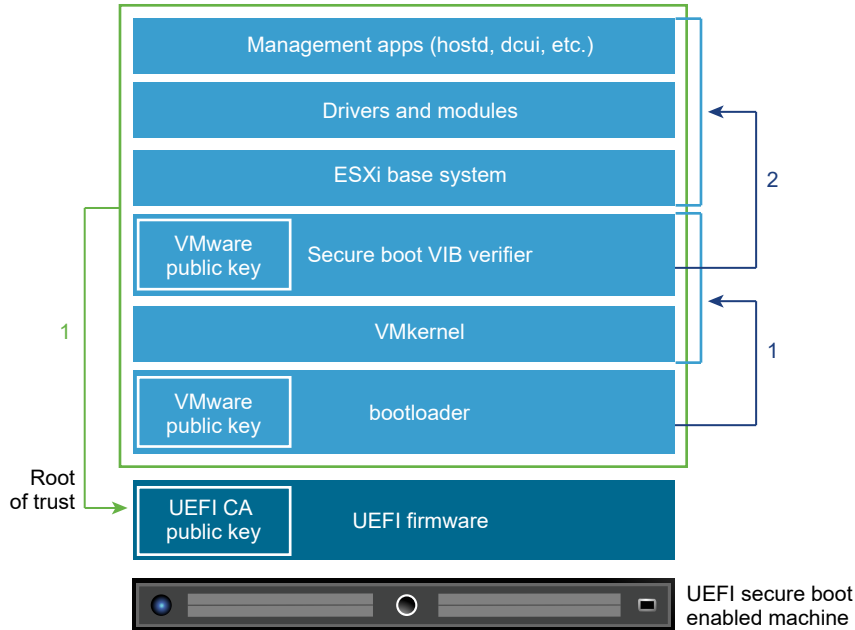 Management apps (hostd, dcui, etc.)
Drivers and modules
2
ESXi base system
VMware
public key
Secure boot VIB verifier
1
VMkernel
1
VMware
public key
bootloader
Root
of trust
UEFI CA
public key
UEFI firmware
UEFI secure boot
enabled machine